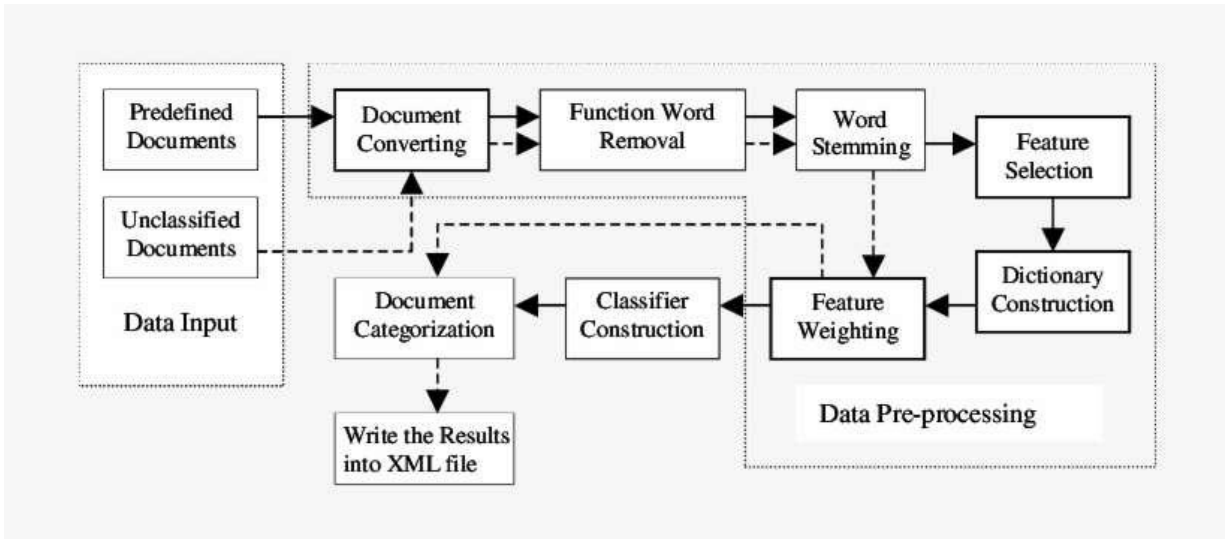 Predefined
Documents
Document
Converting
Function Word
Removal
Word
Stemming
Feature
Selection
Unclassified
Documents
Document
Categorization
Classifier
Construction
Feature
Weighting
Dictionary
Construction
Data Input
Write the Results
into XML file
Data Pre-processing